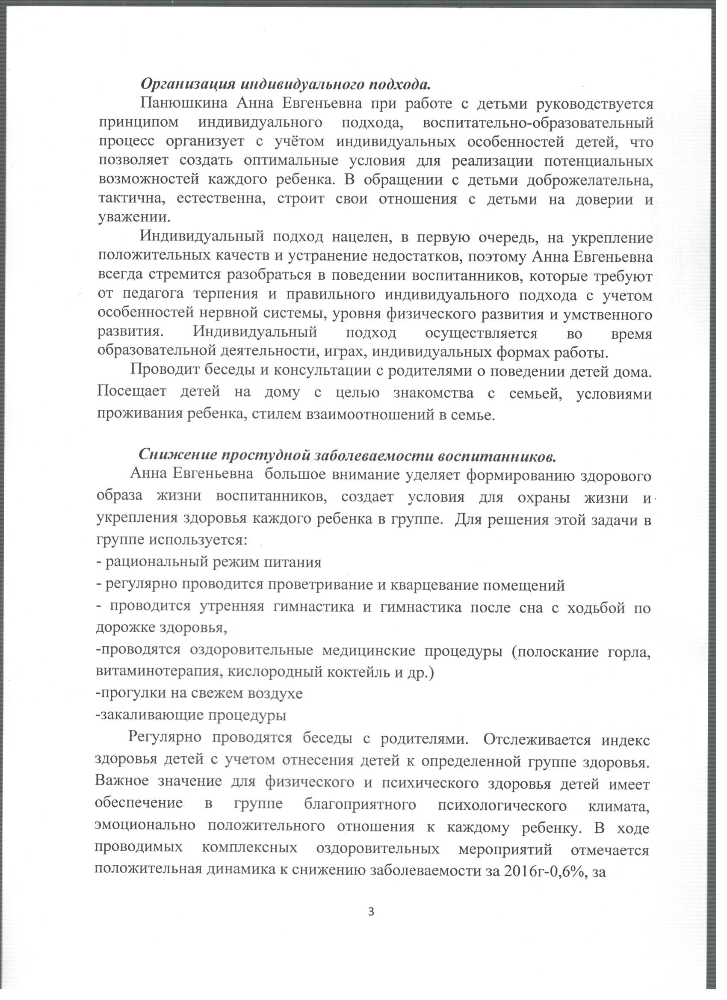 Организация индивидуального подхода.
Панюшкина Анна Евгеньевна при работе с детьми руководствуется
принципом индивидуального подхода, воспитательно-образовательный
процесс организует с учётом индивидуальных особенностей детей, что
позволяет создать оптимальные условия для реализации потенциальных
возможностей каждого ребенка. В обращении с детьми доброжелательна,
тактична, естественна, строит свои отношения с детьми на доверии и
уважении.
Индивидуальный подход нацелен, в первую очередь, на укрепление
положительных качеств и устранение недостатков, поэтому Анна Евгеньевна
всегда стремится разобраться в поведении воспитанников, которые требуют
от педагога терпения и правильного индивидуального подхода с учетом
особенностей нервной системы, уровня физического развития и умственного
развития. Индивидуальный подход осуществляется во время
образовательной деятельности, играх, индивидуальных формах работы.
Проводит беседы и консультации с родителями о поведении детей дома.
Посещает детей на дому с целью знакомства с семьей, условиями
проживания ребенка, стилем взаимоотношений в семье.
Снижение простудной заболеваемости воспитанников.
Анна Евгеньевна большое внимание уделяет формированию здорового
образа жизни воспитанников, создает условия для охраны жизни и
укрепления здоровья каждого ребенка в группе. Для решения этой задачи в
группе используется:
- рациональный режим питания
- регулярно проводится проветривание и кварцевание помещений
- проводится утренняя гимнастика и гимнастика после сна с ходьбой по
дорожке здоровья,
-проводятся оздоровительные медицинские процедуры (полоскание горла,
витаминотерапия, кислородный коктейль и др.)
-прогулки на свежем воздухе
-закаливающие процедуры
Регулярно проводятся беседы с родителями. Отслеживается индекс
здоровья детей с учетом отнесения детей к определенной группе здоровья.
Важное значение для физического и психического здоровья детей имеет
обеспечение в группе благоприятного психологического климата,
эмоционально положительного отношения к каждому ребенку. В ходе
проводимых комплексных оздоровительных мероприятий отмечается
положительная динамика к снижению заболеваемости за 2016г-0,6%, за
3